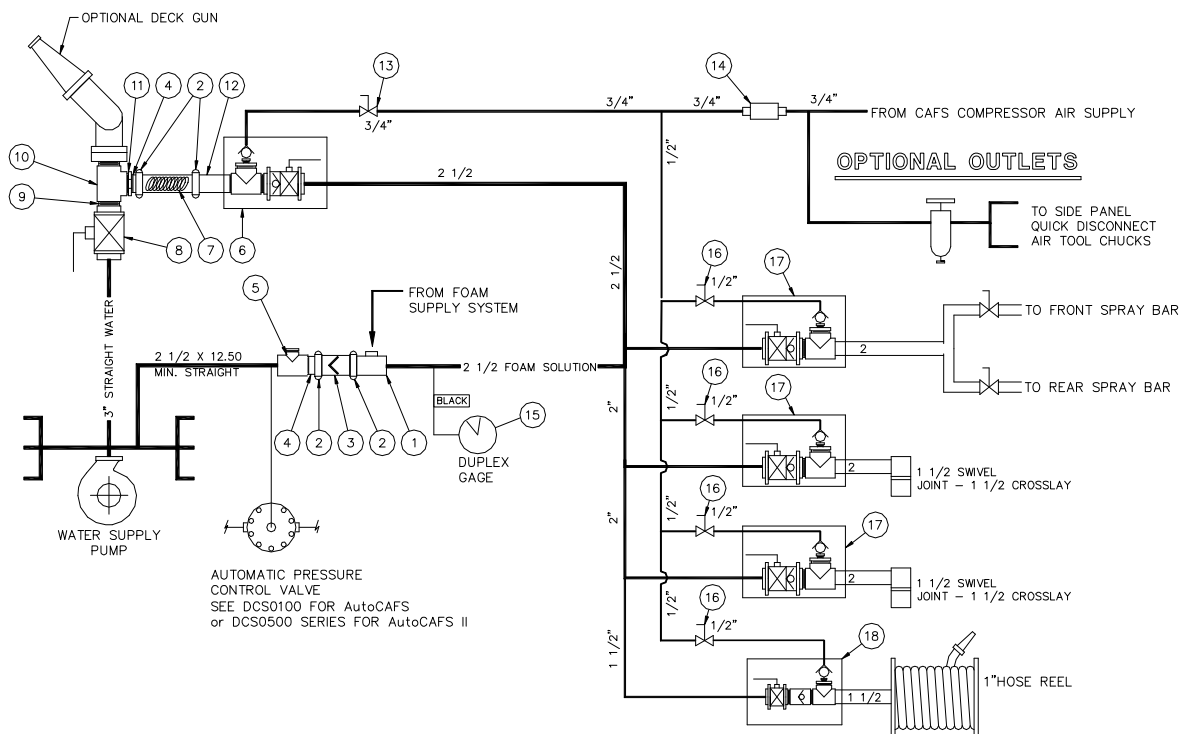 OPTIONAL DECK GUN
11
4
2
12
13
14
3/4"
3/4"
3/4"
3/4"
FROM CAFS COMPRESSOR AIR SUPPLY
1/2"
OPTIONAL OUTLETS
10
9
8
7
6
2 1/2
TO SIDE PANEL
QUICK DISCONNECT
AIR TOOL CHUCKS
3" STRAIGHT WATER
5
FROM FOAM
SUPPLY SYSTEM
2 1/2
16
1/2"
17
TO FRONT SPRAY BAR
2
TO REAR SPRAY BAR
2 1/2 X 12.50
MIN. STRAIGHT
2 1/2 FOAM SOLUTION
4
2
3
2
1
BLACK
15
DUPLEX
GAGE
2"
1/2"
16
1/2"
17
2
1 1/2 SWIVEL
JOINT - 1 1/2 CROSSLAY
WATER SUPPLY
PUMP
2"
1/2"
16
1/2"
17
2
1 1/2 SWIVEL
JOINT - 1 1/2 CROSSLAY
AUTOMATIC PRESSURE
CONTROL VALVE
SEE DCS0100 FOR AutoCAFS
or DCS0500 SERIES FOR AutoCAFS II
1 1/2"
1/2"
16
1/2"
18
1 1/2
1"HOSE REEL